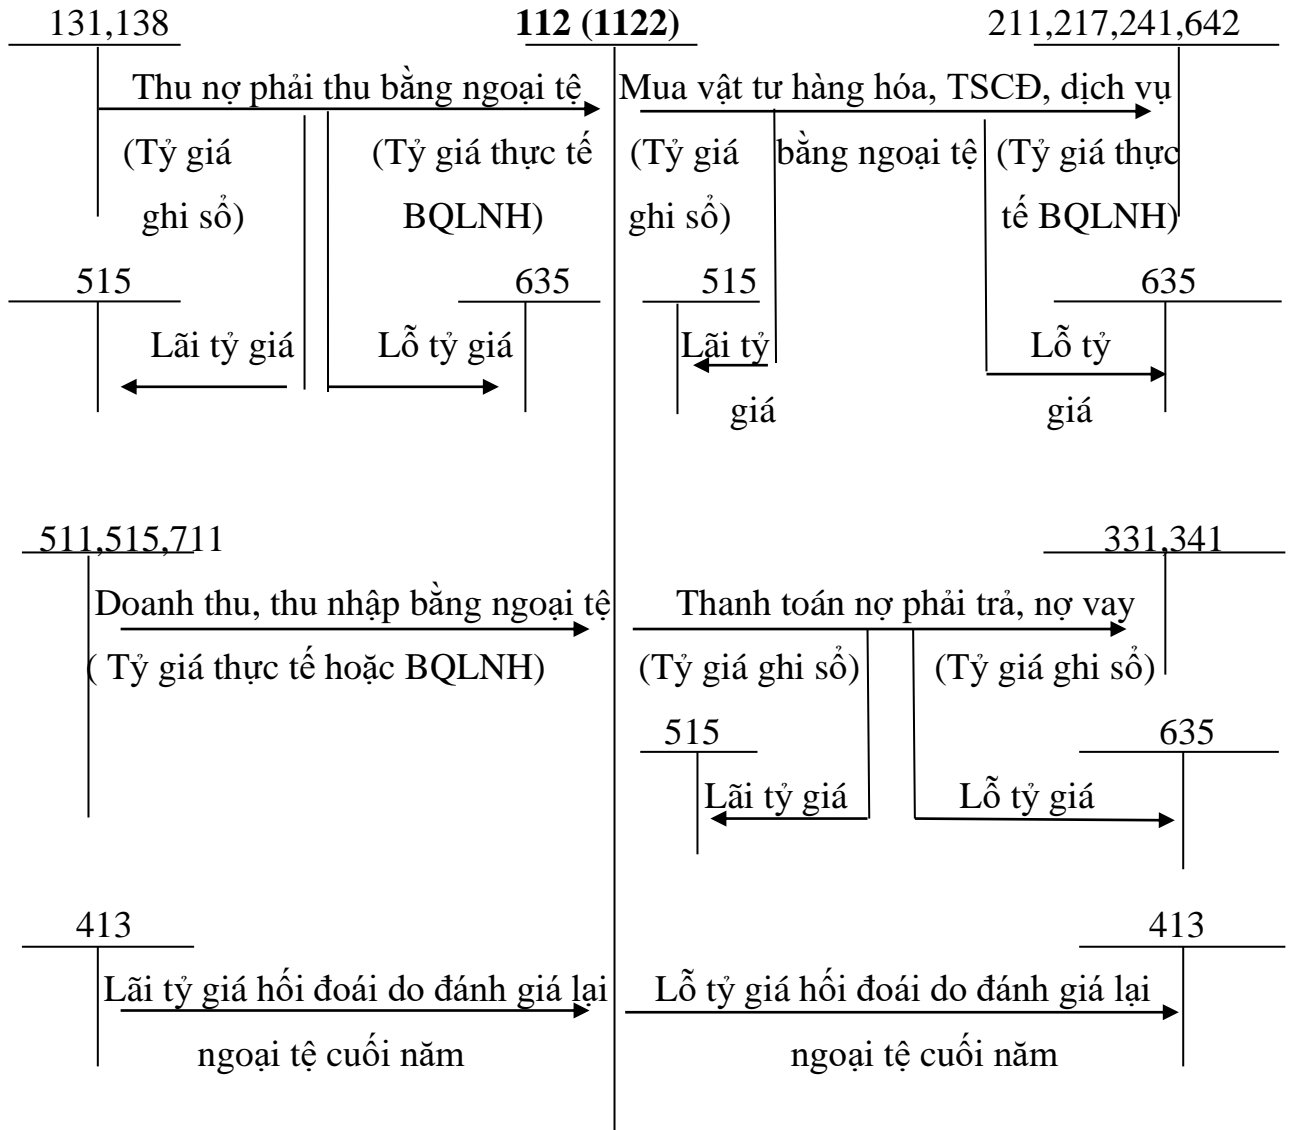 131,138 112 (1122) 211,217,241,642
Thu nợ phải thu bằng ngoại tệ Mua vật tư hàng hóa, TSCĐ, dịch vụ
(Tỷ giá (Tỷ giá thực tế (Tỷ giá bằng ngoại tệ (Tỷ giá thực
ghi sổ) BQLNH) ghi sổ) tế BQLNH)
515 635 515 635
Lãi tỷ giá Lỗ tỷ giá Lãi tỷ Lỗ tỷ
giá giá
511,515,711 331,341
Doanh thu, thu nhập bằng ngoại tệ Thanh toán nợ phải trả, nợ vay
( Tỷ giá thực tế hoặc BQLNH) (Tỷ giá ghi sổ) (Tỷ giá ghi sổ)
515 635
Lãi tỷ giá Lỗ tỷ giá
413 413
Lãi tỷ giá hối đoái do đánh giá lại Lỗ tỷ giá hối đoái do đánh giá lại
ngoại tệ cuối năm ngoại tệ cuối năm